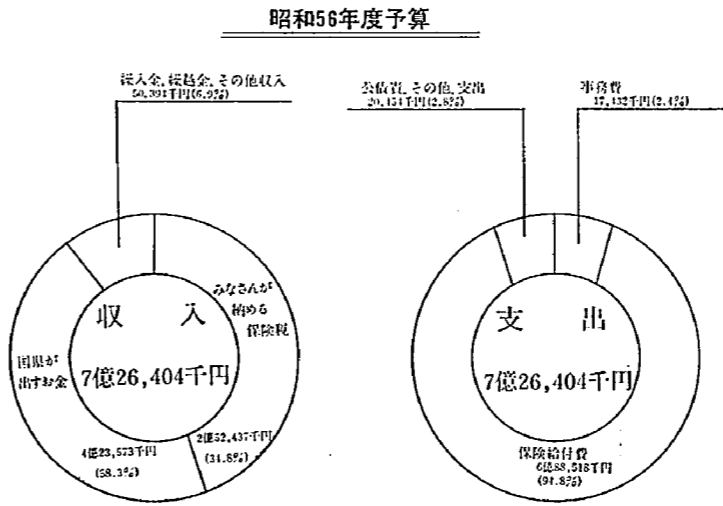 昭和56年度予算
繰入金,繰越金,その他収入
50,394千円(6.9%)
みなさんが
納める
保険税
国県が
出すお金
収入
7億26,404千円
4億23,573千円
(58.3%)
2億52,437千円
(34.8%)
公債費,その他,支出
20,454千円(2.8%)
事務費
17,432千円(2.4%)
支出
7億26,404千円
保険給付費
6億88,518千円
(94.8%)